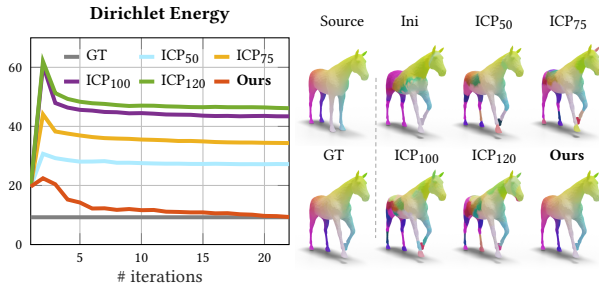 Dirichlet Energy
GT ICP50 ICP75
ICP100 ICP120 Ours
60
40
20
0
5 10 15 20
# iterations
Source Ini ICP50 ICP75
GT ICP100 ICP120 Ours